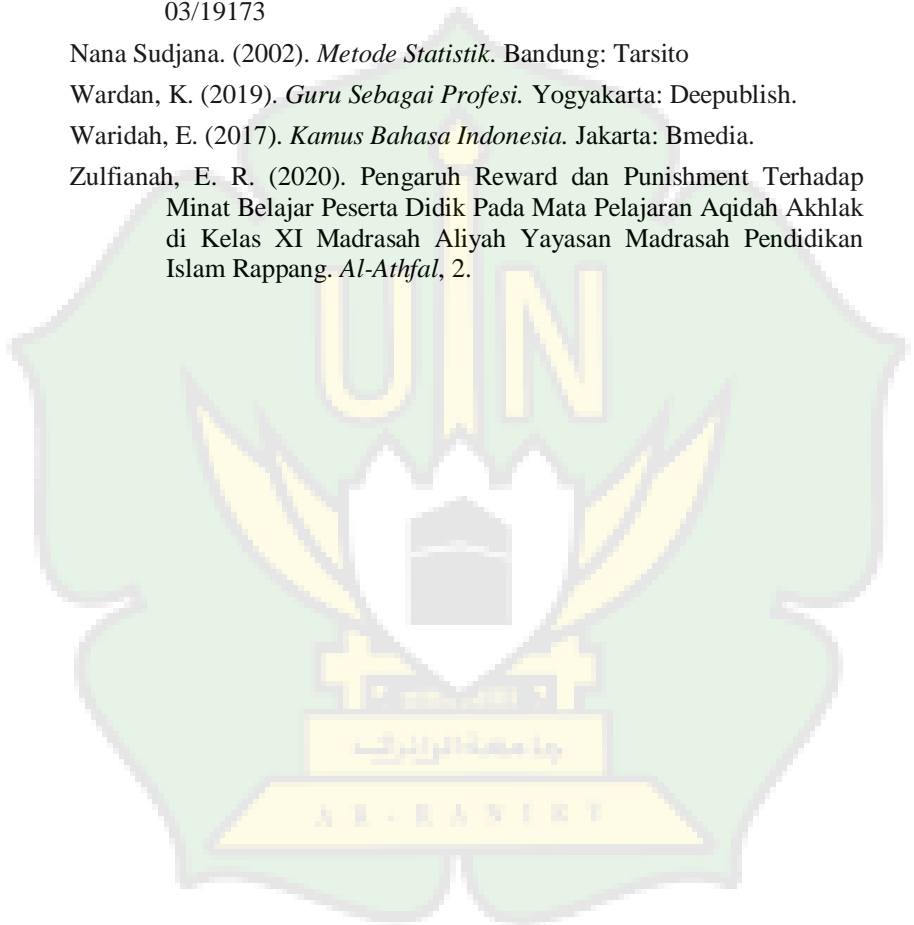 03/19173
Nana Sudjana. (2002). Metode Statistik. Bandung: Tarsito
Wardan, K. (2019). Guru Sebagai Profesi. Yogyakarta: Deepublish.
Waridah, E. (2017). Kamus Bahasa Indonesia. Jakarta: Bmedia.
Zulfianah, E. R. (2020). Pengaruh Reward dan Punishment Terhadap
Minat Belajar Peserta Didik Pada Mata Pelajaran Aqidah Akhlak
di Kelas XI Madrasah Aliyah Yayasan Madrasah Pendidikan
Islam Rappang. Al-Athfal, 2.
UIN
جامعة الرانري
AR-RANIRY